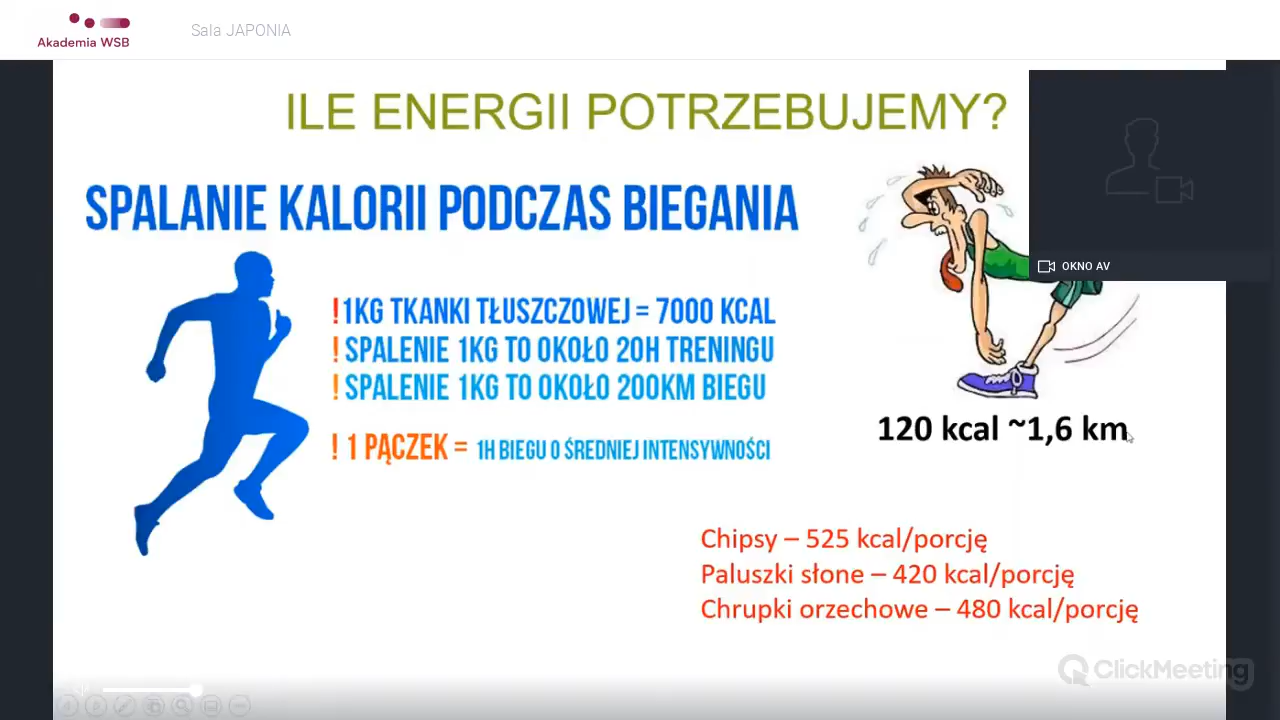 Akademia WSB
Sala JAPONIA
ILE ENERGII POTRZEBUJEMY?
SPALANIE KALORII PODCZAS BIEGANIA
!1KG TKANKI TŁUSZCZOWEJ = 7000 KCAL
! SPALENIE 1KG TO OKOŁO 20H TRENINGU
! SPALENIE 1KG TO OKOŁO 200KM BIEGU
! 1 PĄCZEK = 1H BIEGU O ŚREDNIEJ INTENSYWNOŚCI
OKNO AV
120 kcal ~1,6 km
Chipsy – 525 kcal/porcję
Paluszki słone – 420 kcal/porcję
Chrupki orzechowe – 480 kcal/porcję
ClickMeeting